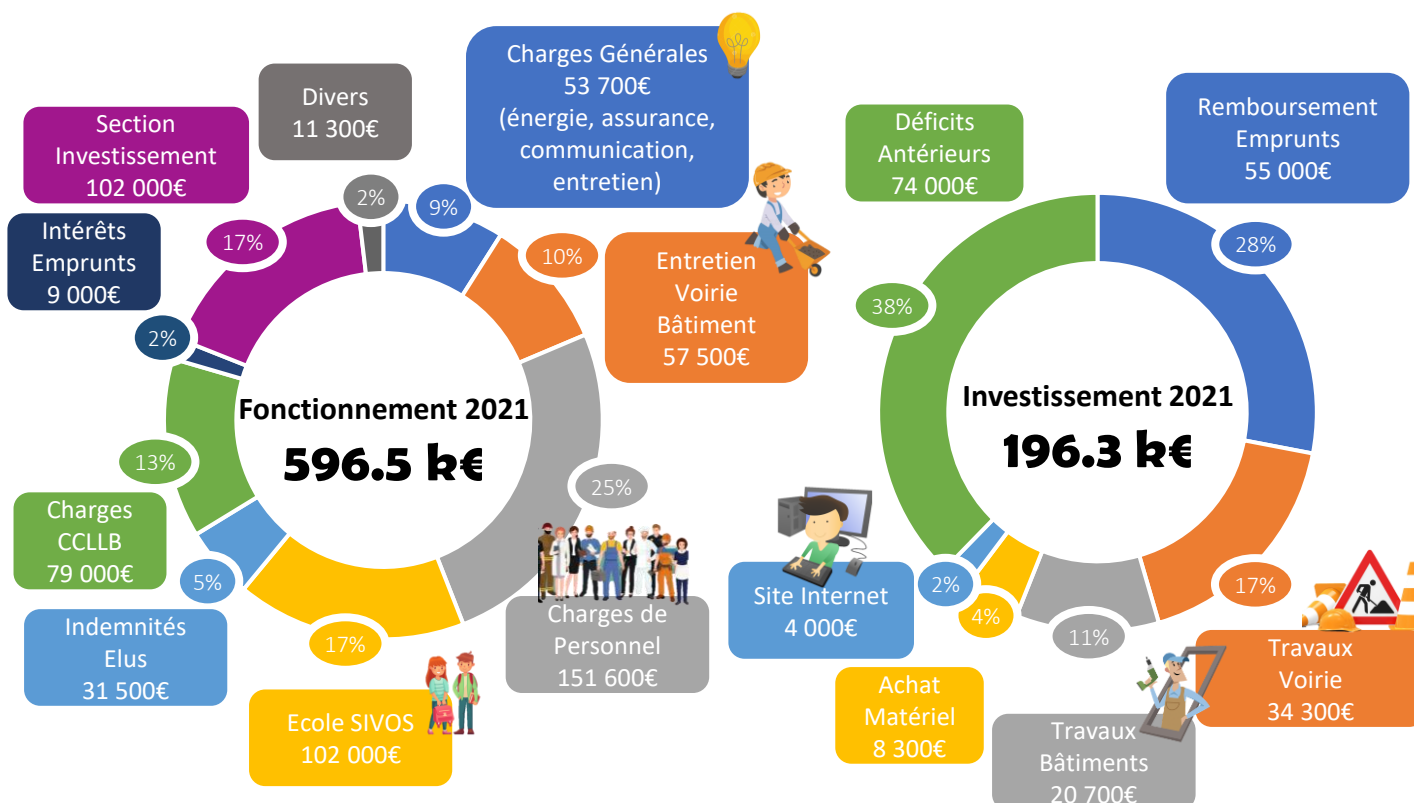 Charges Générales
53 700€
(énergie, assurance,
communication,
entretien)
Divers
11 300€
Section
Investissement
102 000€
Intérêts
Emprunts
9 000€
2%
9%
17%
10%
Entretien
Voirie
Bâtiment
57 500€
2%
Fonctionnement 2021
596.5 k€
13%
25%
Charges
CCLLB
79 000€
5%
Indemnités
Elus
31 500€
17%
Ecole SIVOS
102 000€
Charges de
Personnel
151 600€
Déficits
Antérieurs
74 000€
Remboursement
Emprunts
55 000€
28%
38%
Investissement 2021
196.3 k€
Site Internet
4 000€
2%
4%
11%
17%
Achat
Matériel
8 300€
Travaux
Bâtiments
20 700€
Travaux
Voirie
34 300€